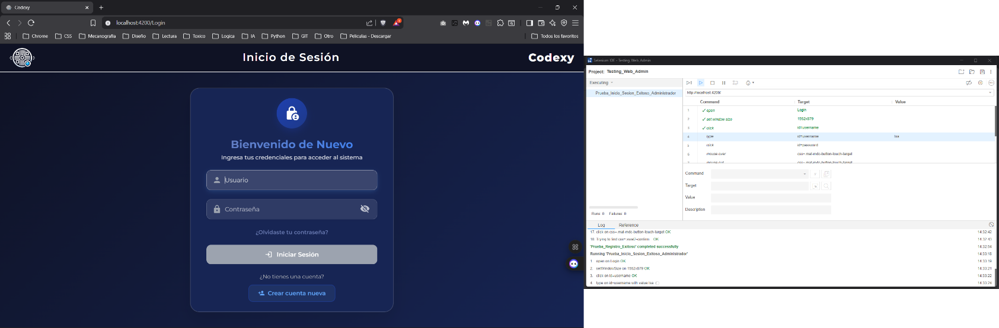 Codexy
localhost:4200/Login
Chrome
CSS
Mecanografia
Diseño
Lectura
Toxico
Logica
IA
Python
GIT
Otro
Peliculas - Descargar
Todos los favoritos
Inicio de Sesión
Codexy
Bienvenido de Nuevo
Ingresa tus credenciales para acceder al sistema
Usuario
Contraseña
¿Olvidaste tu contraseña?
Iniciar Sesión
¿No tienes una cuenta?
Crear cuenta nueva
Selenium IDE - Testing_Web_Admin
Project: Testing_Web_Admin
Executing
Prueba_Inicio_Sesion_Exitoso_Administrador
http://localhost:4200/
Command Target Value
1 ✓ open Login
2 ✓ set window size 1552x879
3 ✓ click id=username
4 type id=username Isa
5 click id=password
6 mouse over css=.mat-mdc-button-touch-target
7 mouse out css=.mat-mdc-button-touch-target
Command
Target
Value
Description
Runs: 0 Failures: 0
Log Reference
17. click on css=.mat-mdc-button-touch-target OK 14:32:42
18. Trying to find css=.swal2-confirm... OK 14:32:43
'Prueba_Registro_Exitoso' completed successfully 14:32:54
Running 'Prueba_Inicio_Sesion_Exitoso_Administrador' 14:33:18
1. open on Login OK 14:33:19
2. setWindowSize on 1552x879 OK 14:33:21
3. click on id=username OK 14:33:22
4. type on id=username with value Isa 14:33:24